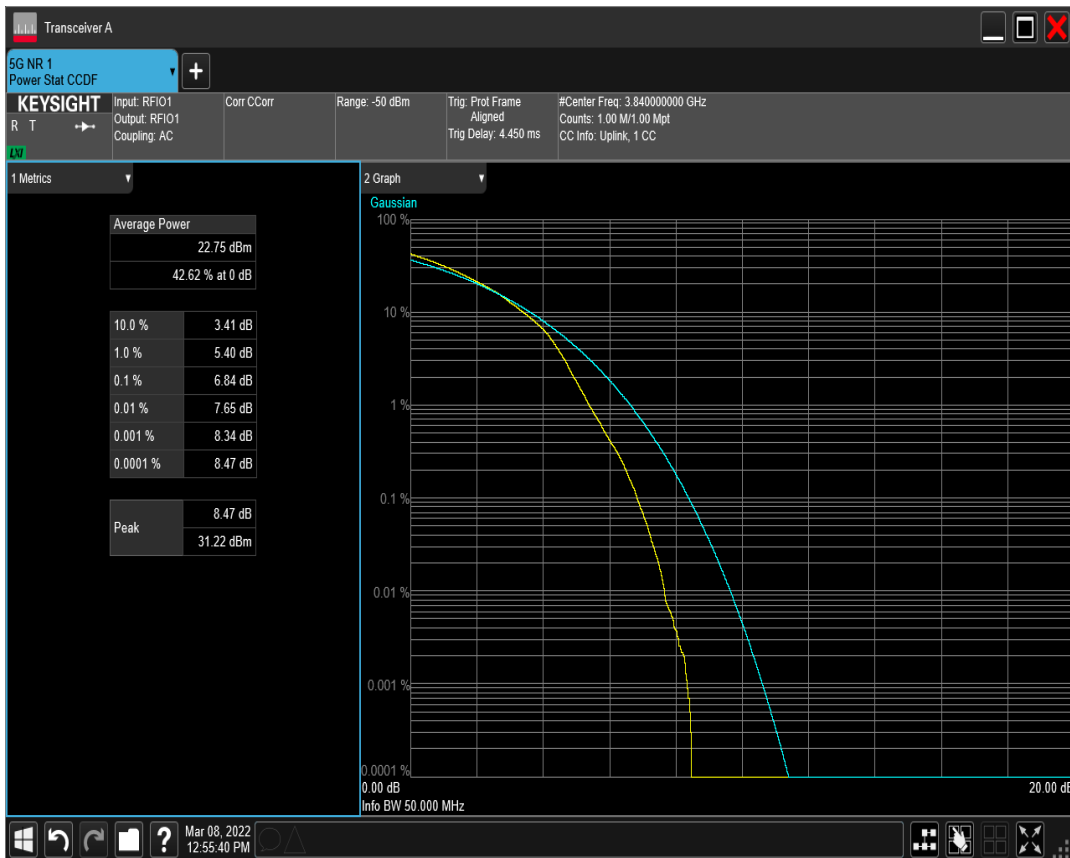 Transceiver A
5G NR 1
Power Stat CCDF
KEYSIGHT
R T
LXI
Input: RFIO1
Output: RFIO1
Coupling: AC
Corr CCorr
Range: -50 dBm
Trig: Prot Frame
Aligned
Trig Delay: 4.450 ms
#Center Freq: 3.840000000 GHz
Counts: 1.00 M/1.00 Mpt
CC Info: Uplink, 1 CC
1 Metrics
Average Power
22.75 dBm
42.62 % at 0 dB
10.0 % 3.41 dB
1.0 % 5.40 dB
0.1 % 6.84 dB
0.01 % 7.65 dB
0.001 % 8.34 dB
0.0001 % 8.47 dB
Peak
8.47 dB
31.22 dBm
2 Graph
Gaussian
100 %
10 %
1 %
0.1 %
0.01 %
0.001 %
0.0001 %
0.00 dB 20.00 dB
Info BW 50.000 MHz
Mar 08, 2022
12:55:40 PM